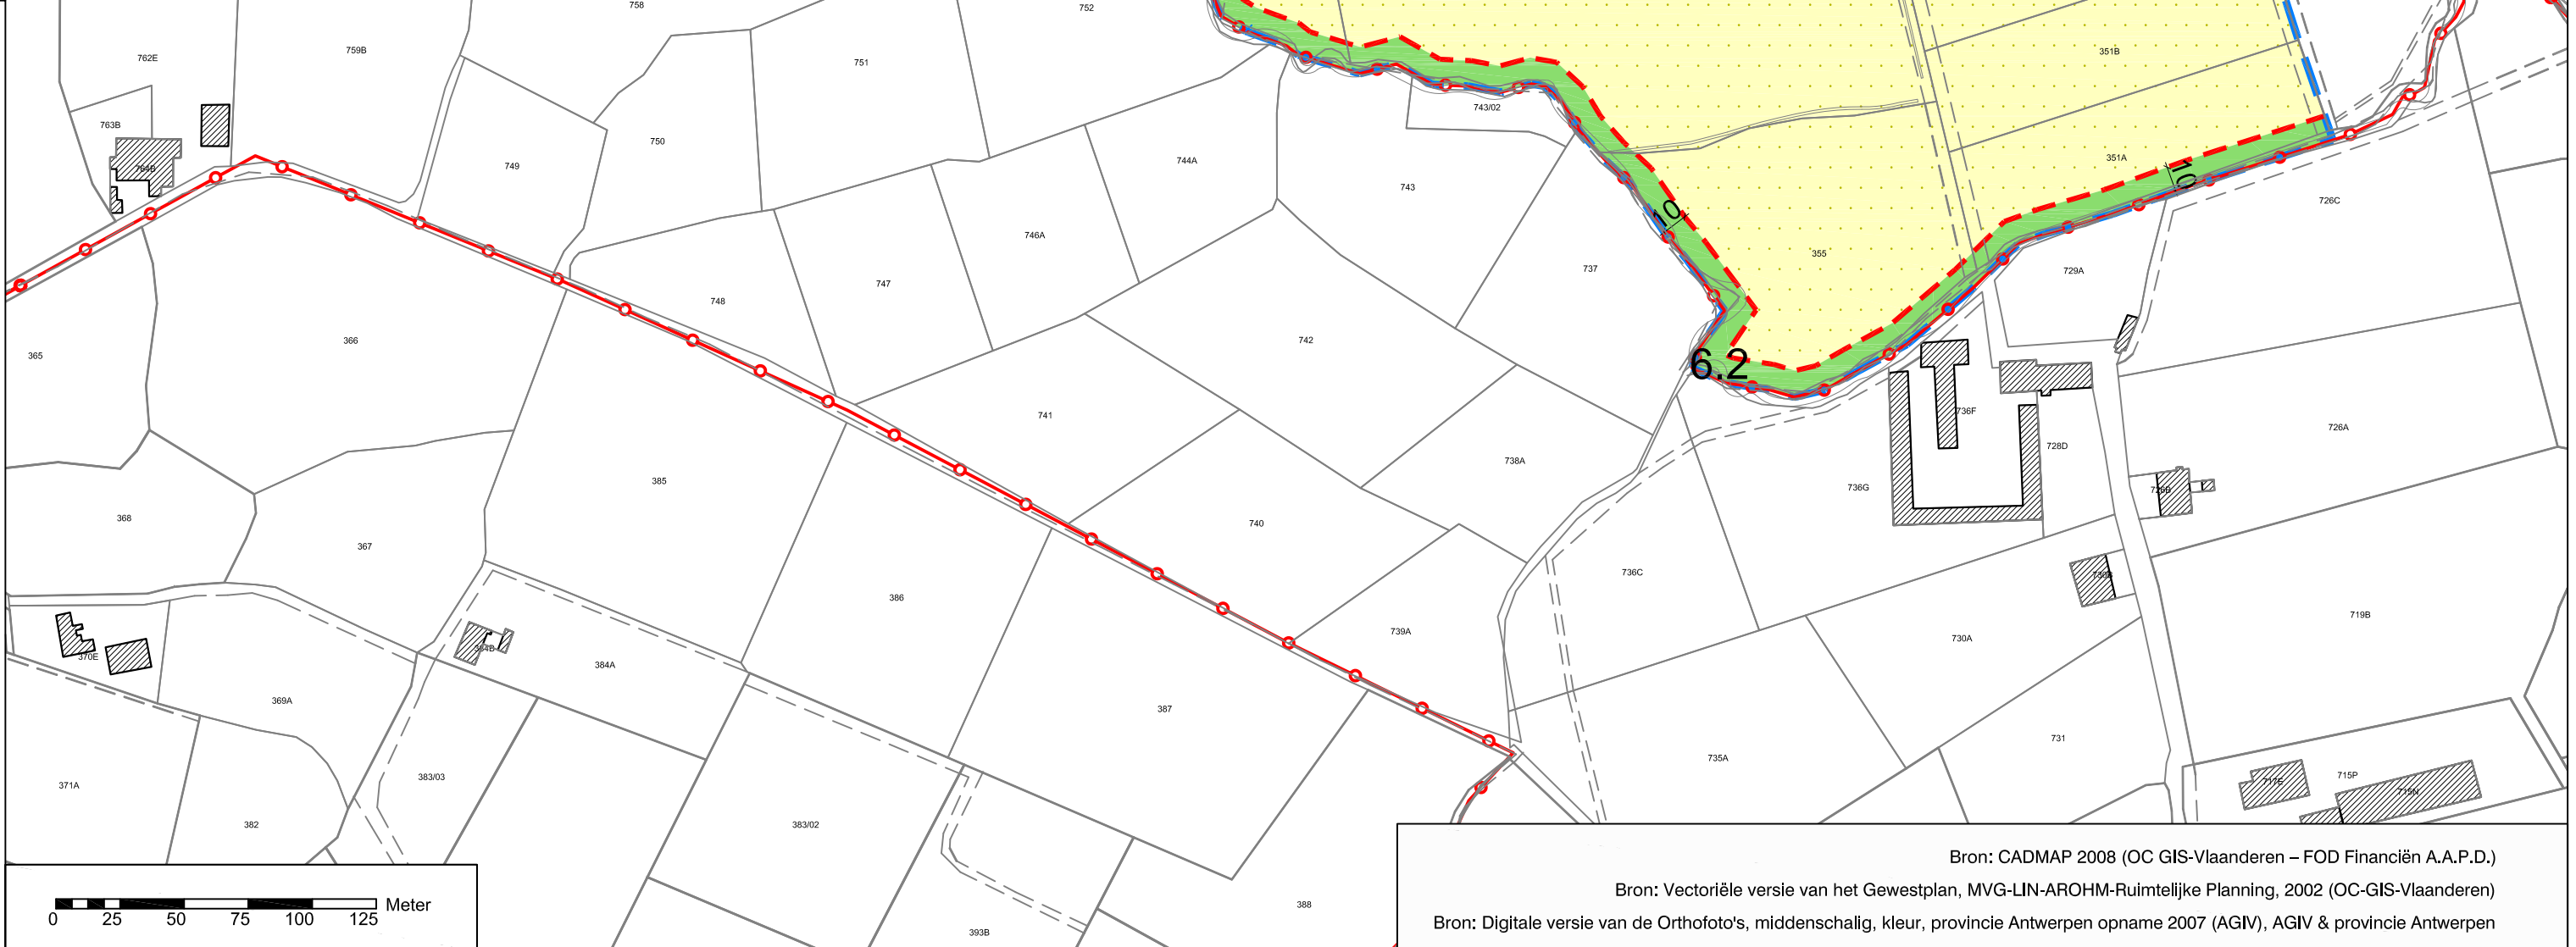 758
752
762E
759B
751
351B
743/02
763B
750
749
744A
743
351A
10
764B
726C
10
746A
737
355
729A
747
748
366
742
365
6.2
741
736F
726A
738A
728D
385
736G
726B
368
740
367
736C
386
719B
739A
730A
384B
370E
384A
369A
387
731
735A
383/03
715P
371A
717E
715N
382
383/02
388
393B
0 25 50 75 100 125 Meter
Bron: CADMAP 2008 (OC GIS-Vlaanderen – FOD Financiën A.A.P.D.)
Bron: Vectoriële versie van het Gewestplan, MVG-LIN-AROHM-Ruimtelijke Planning, 2002 (OC-GIS-Vlaanderen)
Bron: Digitale versie van de Orthofoto's, middenschalig, kleur, provincie Antwerpen opname 2007 (AGIV), AGIV & provincie Antwerpen